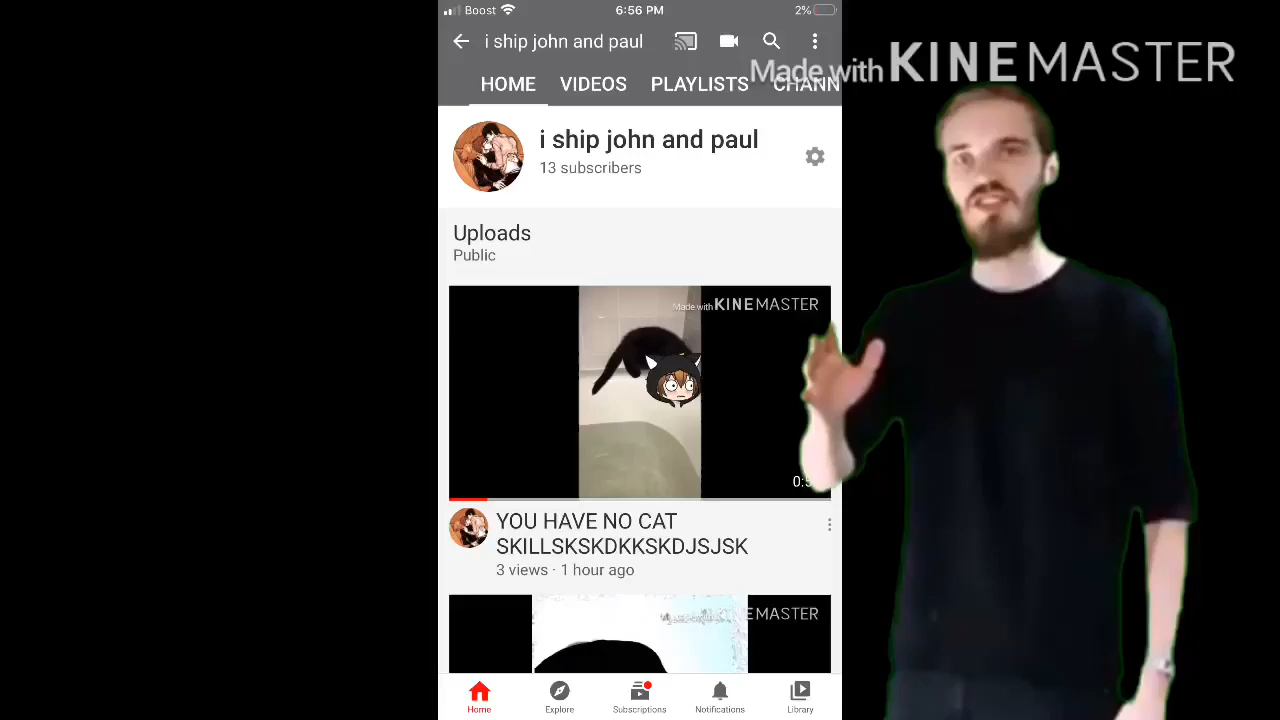 Boost 6:56 PM 2%
i ship john and paul
Made with KINEMASTER
HOME VIDEOS PLAYLISTS CHANN
i ship john and paul
13 subscribers
Uploads
Public
Made with KINEMASTER
YOU HAVE NO CAT
SKILLSKSKDKKSKDJSJSK
3 views · 1 hour ago
KINEMASTER
Home Explore Subscriptions Notifications Library